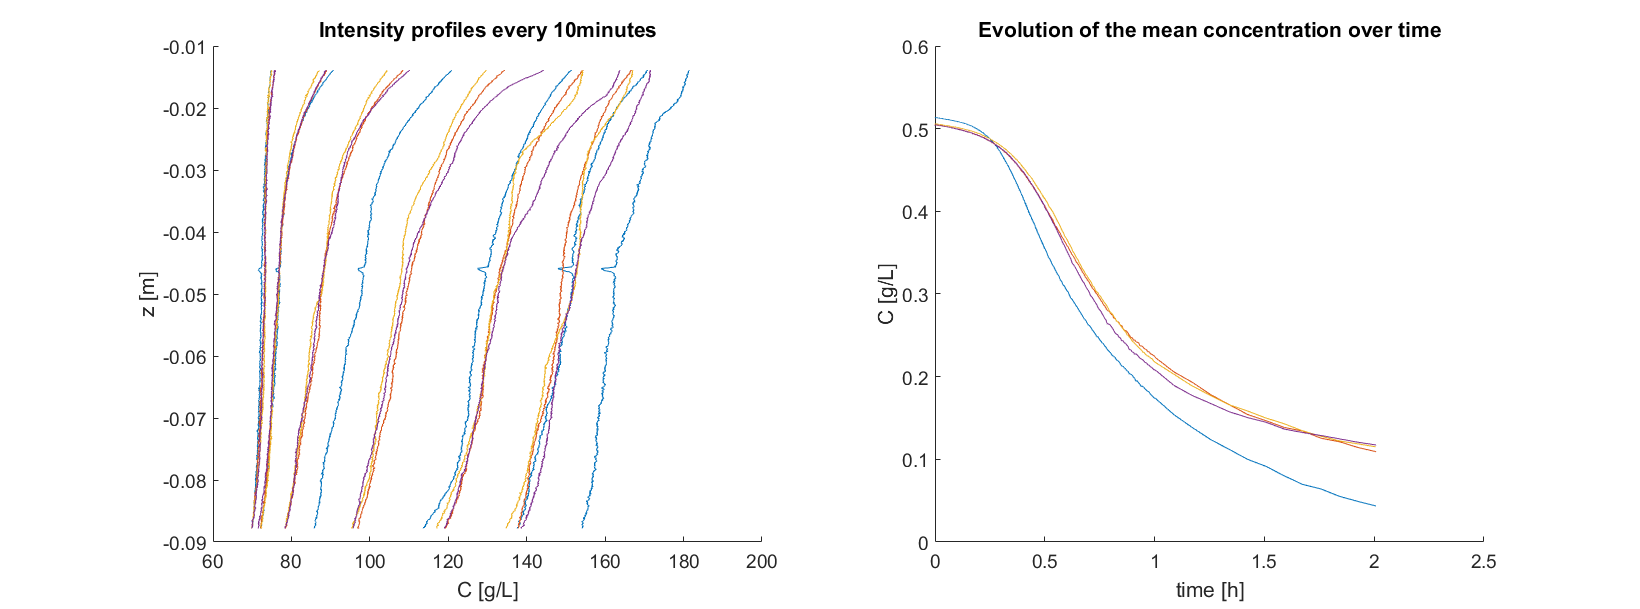 Intensity profiles every 10minutes
-0.01
-0.02
-0.03
-0.04
-0.05
-0.06
-0.07
-0.08
-0.09
z [m]
60 80 100 120 140 160 180 200
C [g/L]
Evolution of the mean concentration over time
0.6
0.5
0.4
0.3
0.2
0.1
0
C [g/L]
0 0.5 1 1.5 2 2.5
time [h]